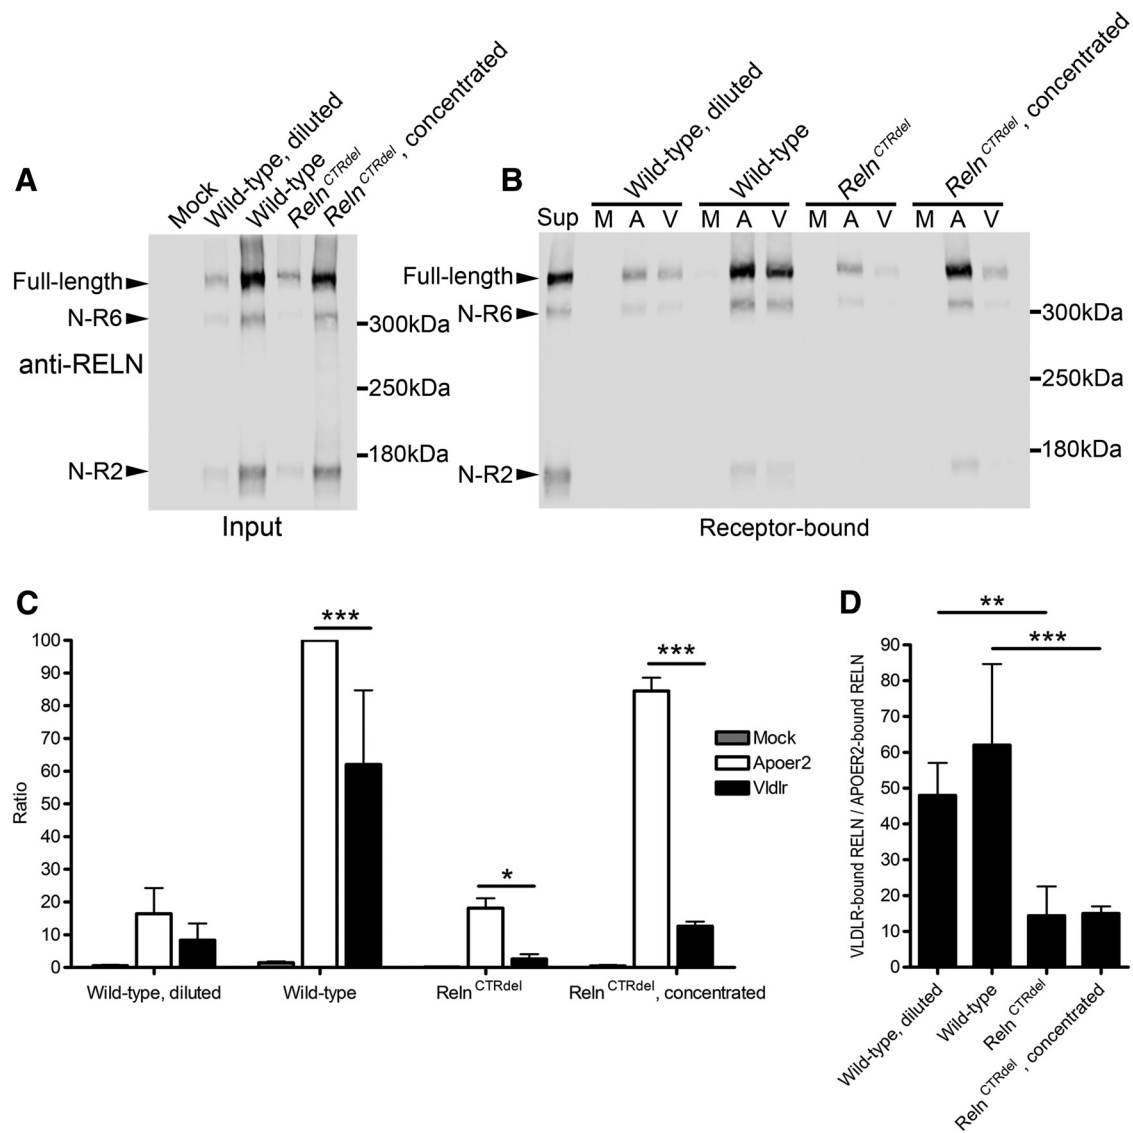 A
Mock
Wild-type, diluted
Wild-type
Reln CTRdel
Reln CTRdel, concentrated
Full-length
N-R6
anti-RELN
N-R2
300kDa
250kDa
180kDa
Input
B
Wild-type, diluted
Wild-type
Reln CTRdel
Reln CTRdel, concentrated
Sup M A V M A V M A V M A V
Full-length
N-R6
N-R2
300kDa
250kDa
180kDa
Receptor-bound
C
Ratio
100
90
80
70
60
50
40
30
20
10
0
***
*
***
Mock
Apoer2
Vldlr
Wild-type, diluted
Wild-type
Reln CTRdel
Reln CTRdel, concentrated
D
VLDLR-bound RELN / APOER2-bound RELN
90
80
70
60
50
40
30
20
10
0
**
***
Wild-type, diluted
Wild-type
Reln CTRdel
Reln CTRdel, concentrated